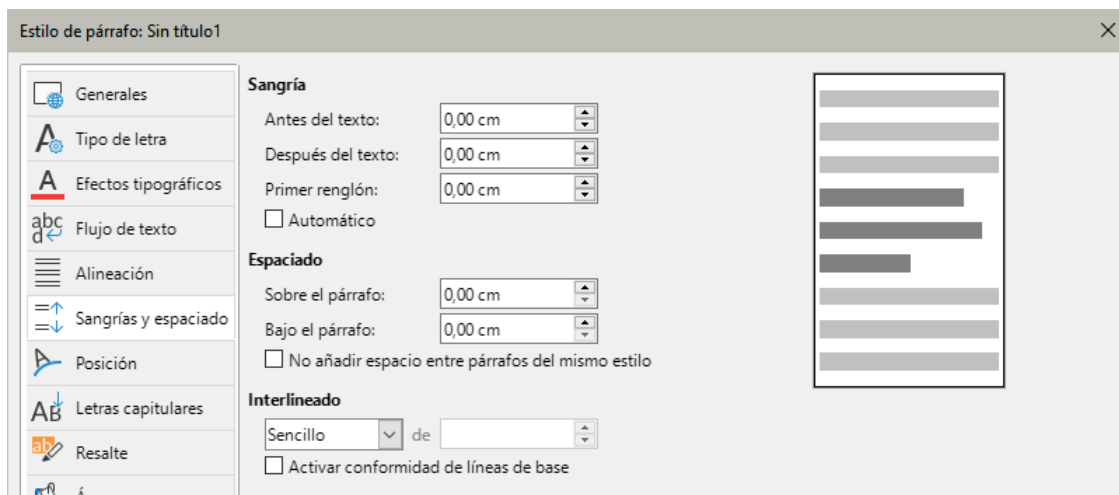 Estilo de párrafo: Sin título1
Generales
Tipo de letra
Efectos tipográficos
Flujo de texto
Alineación
Sangrías y espaciado
Posición
Letras capitulares
Resalte
Sangría
Antes del texto: 0,00 cm
Después del texto: 0,00 cm
Primer renglón: 0,00 cm
Automático
Espaciado
Sobre el párrafo: 0,00 cm
Bajo el párrafo: 0,00 cm
No añadir espacio entre párrafos del mismo estilo
Interlineado
Sencillo de
Activar conformidad de líneas de base